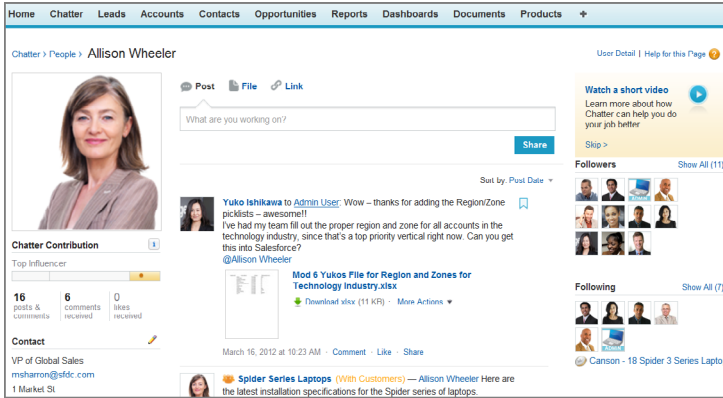 Home Chatter Leads Accounts Contacts Opportunities Reports Dashboards Documents Products +
Chatter > People > Allison Wheeler
User Detail | Help for this Page ?
Post File Link
What are you working on?
Share
Watch a short video
Learn more about how
Chatter can help you do
your job better
Skip >
Sort by: Post Date
Followers Show All (11)
Yuko Ishikawa to Admin User: Wow – thanks for adding the Region/Zone
picklists – awesome!!
I've had my team fill out the proper region and zone for all accounts in the
technology industry, since that's a top priority vertical right now. Can you get
this into Salesforce?
@Allison Wheeler
Mod 6 Yukos File for Region and Zones for
Technology Industry.xlsx
Download xlsx (11 KB) · More Actions
March 16, 2012 at 10:23 AM · Comment · Like · Share
Chatter Contribution i
Top Influencer
16 6 0
posts & comments likes
comments received received
Contact
VP of Global Sales
msharron@sfdc.com
1 Market St
Following Show All (7)
Canson - 18 Spider 3 Series Lapto
Spider Series Laptops (With Customers) — Allison Wheeler Here are
the latest installation specifications for the Spider series of laptops.